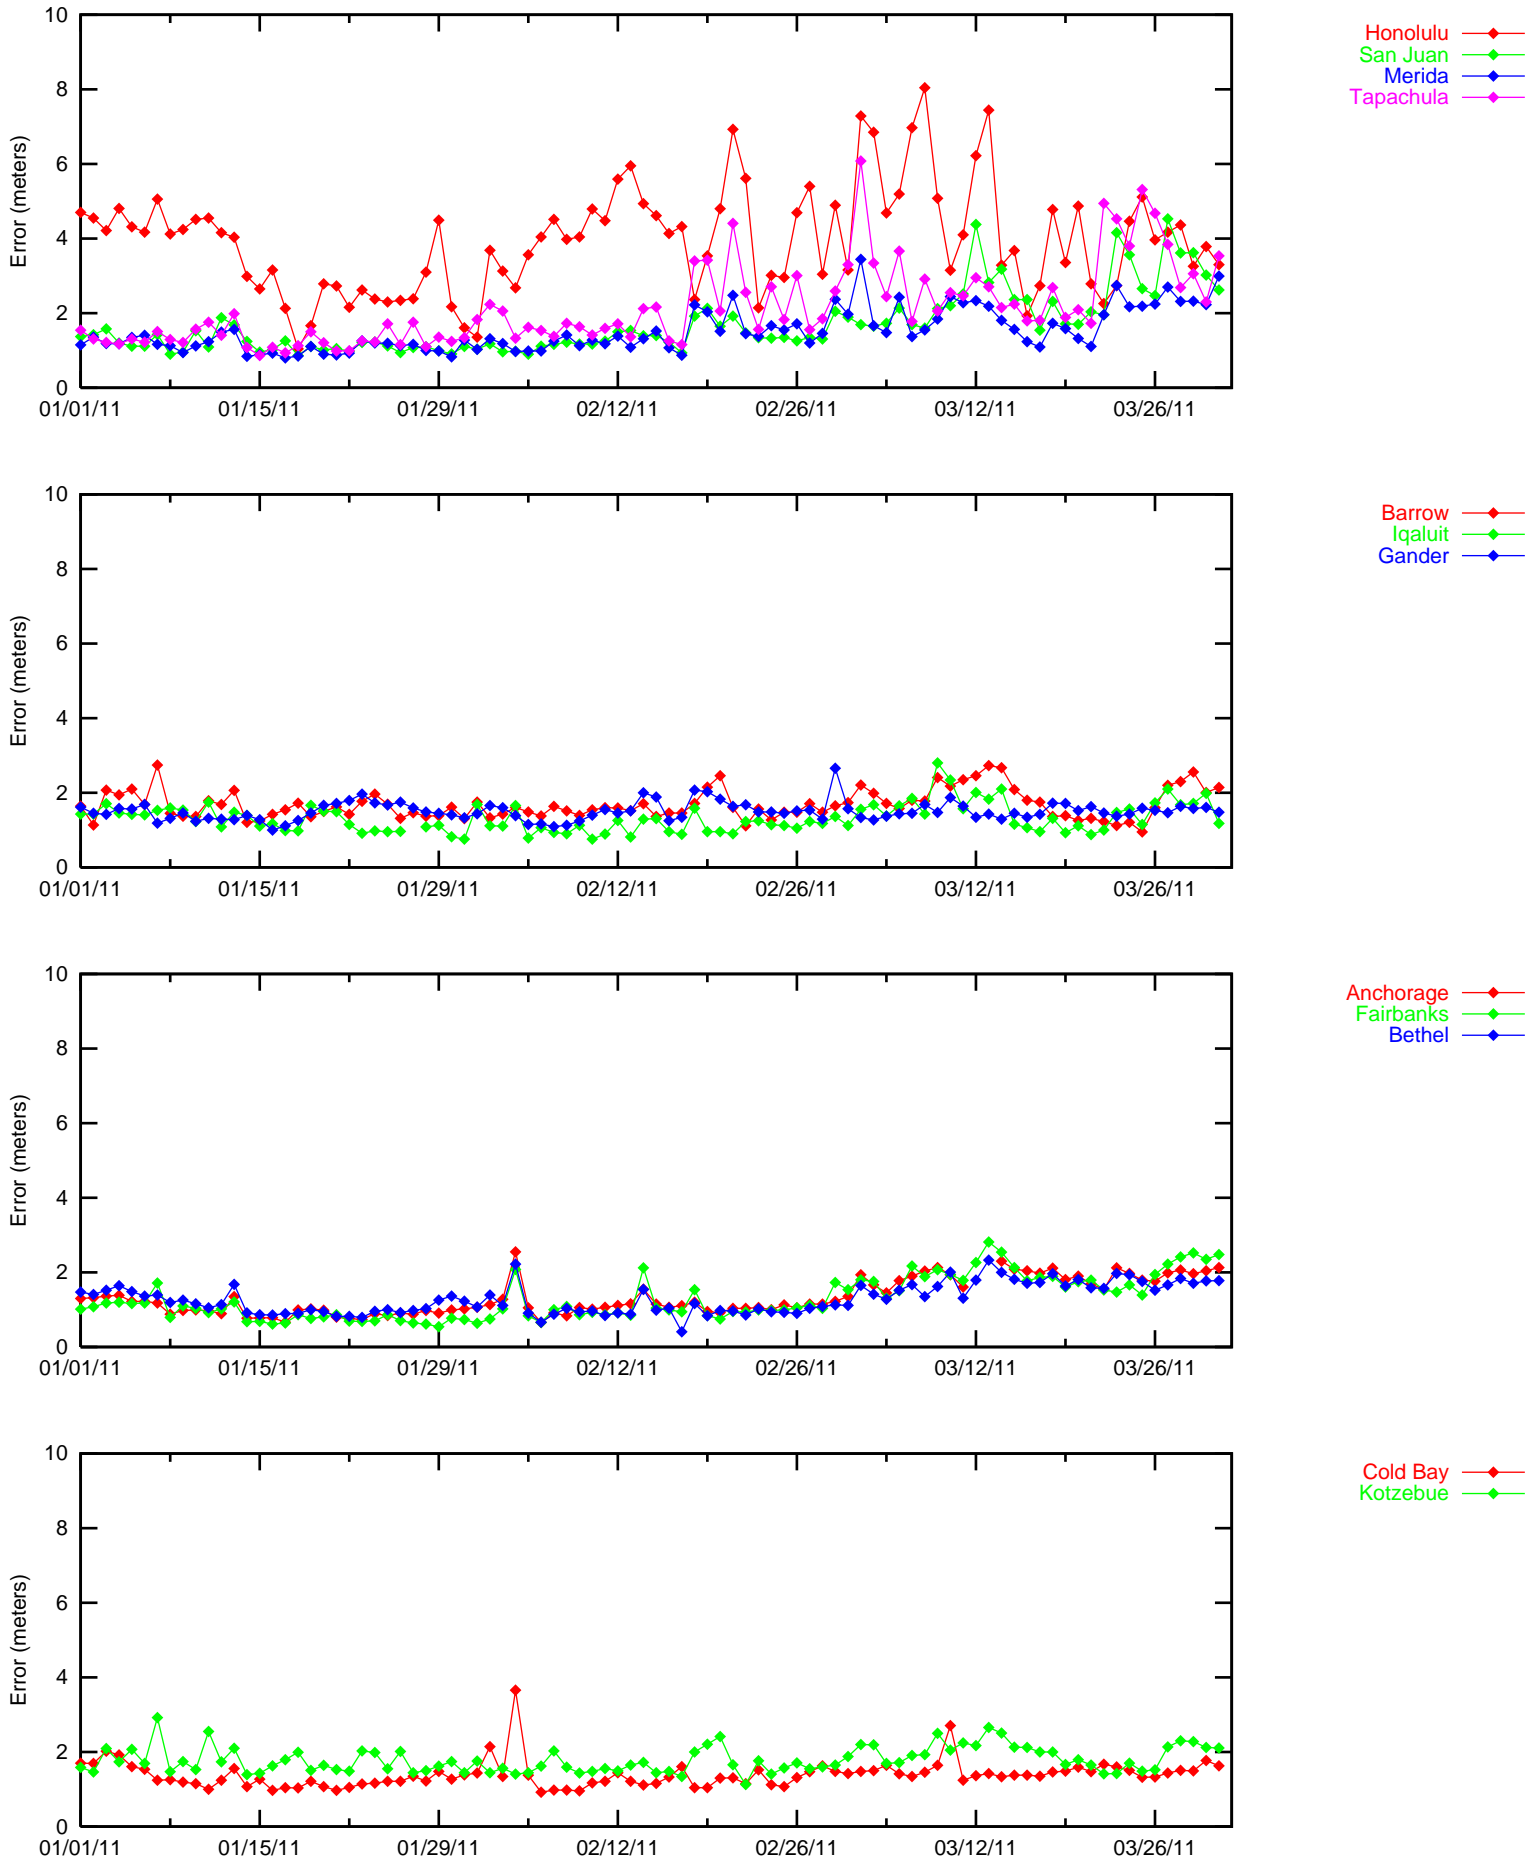 10
8
6
4
2
0
Error (meters)
01/01/11 01/15/11 01/29/11 02/12/11 02/26/11 03/12/11 03/26/11
Honolulu
San Juan
Merida
Tapachula
10
8
6
4
2
0
Error (meters)
01/01/11 01/15/11 01/29/11 02/12/11 02/26/11 03/12/11 03/26/11
Barrow
Iqaluit
Gander
10
8
6
4
2
0
Error (meters)
01/01/11 01/15/11 01/29/11 02/12/11 02/26/11 03/12/11 03/26/11
Anchorage
Fairbanks
Bethel
10
8
6
4
2
0
Error (meters)
01/01/11 01/15/11 01/29/11 02/12/11 02/26/11 03/12/11 03/26/11
Cold Bay
Kotzebue